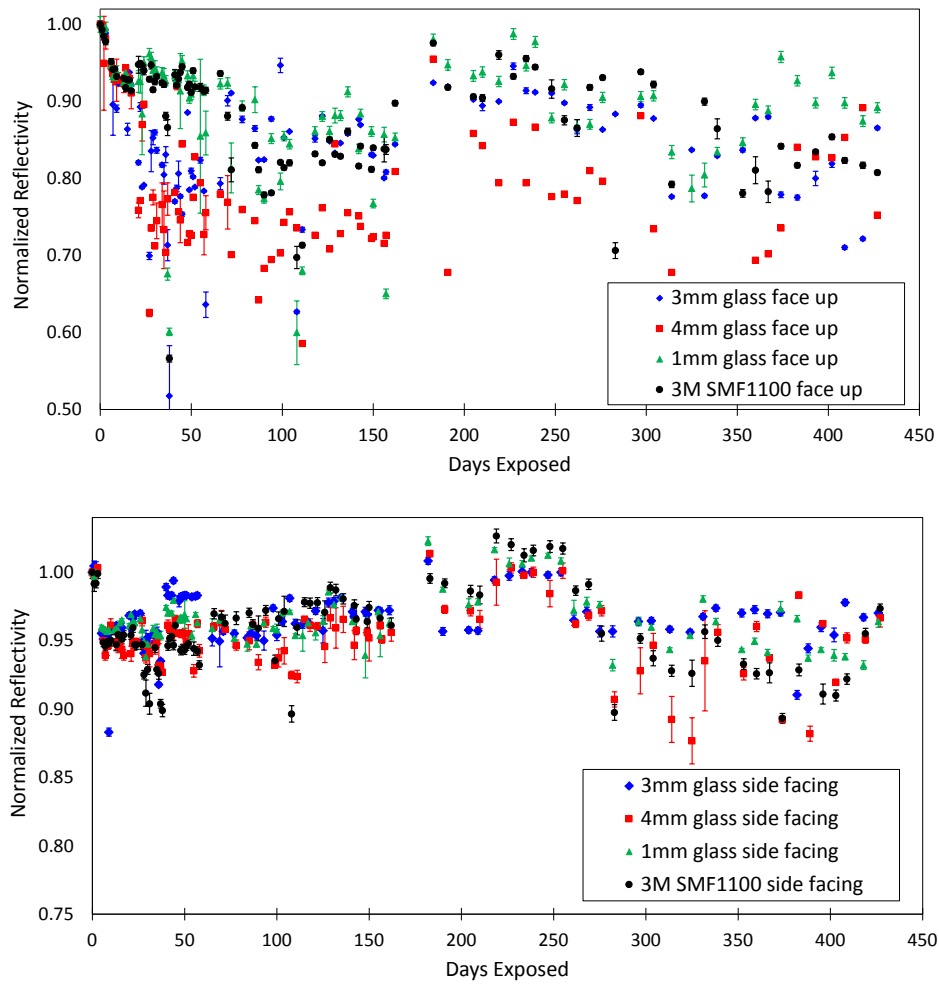 1.00
0.90
0.80
0.70
0.60
0.50
Normalized Reflectivity
3mm glass face up
4mm glass face up
1mm glass face up
3M SMF1100 face up
0 50 100 150 200 250 300 350 400 450
Days Exposed
1.00
0.95
0.90
0.85
0.80
0.75
Normalized Reflectivity
3mm glass side facing
4mm glass side facing
1mm glass side facing
3M SMF1100 side facing
0 50 100 150 200 250 300 350 400 450
Days Exposed